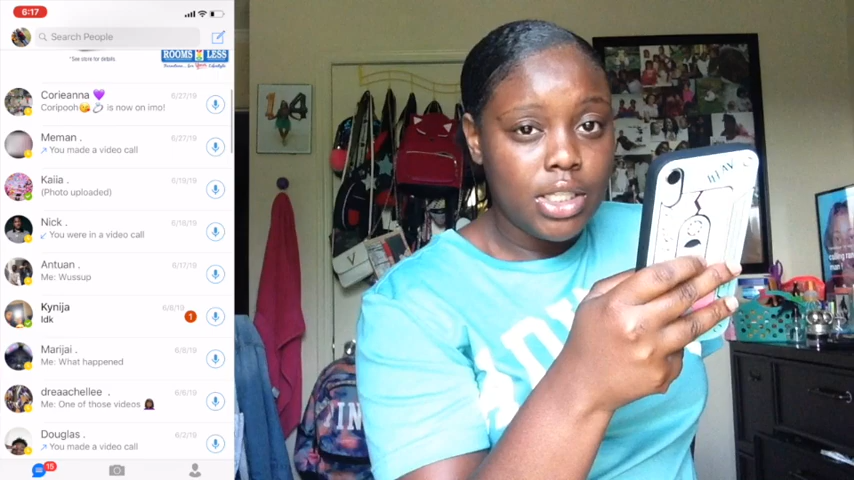 6:17
Search People
*See store for details.
ROOMS LESS
Corieanna 💜 6/27/19
Coripooh😘💍 is now on imo!
Meman . 6/27/19
↗ You made a video call
Kaiia . 6/19/19
(Photo uploaded)
Nick . 6/18/19
↙ You were in a video call
Antuan . 6/17/19
Me: Wussup
Kynija 6/8/19
Idk 1
Marijai . 6/8/19
Me: What happened
dreaachellee . 6/6/19
Me: One of those videos 🤦🏾‍♀️
Douglas . 6/2/19
↗ You made a video call
15
14
V
PINK
calling